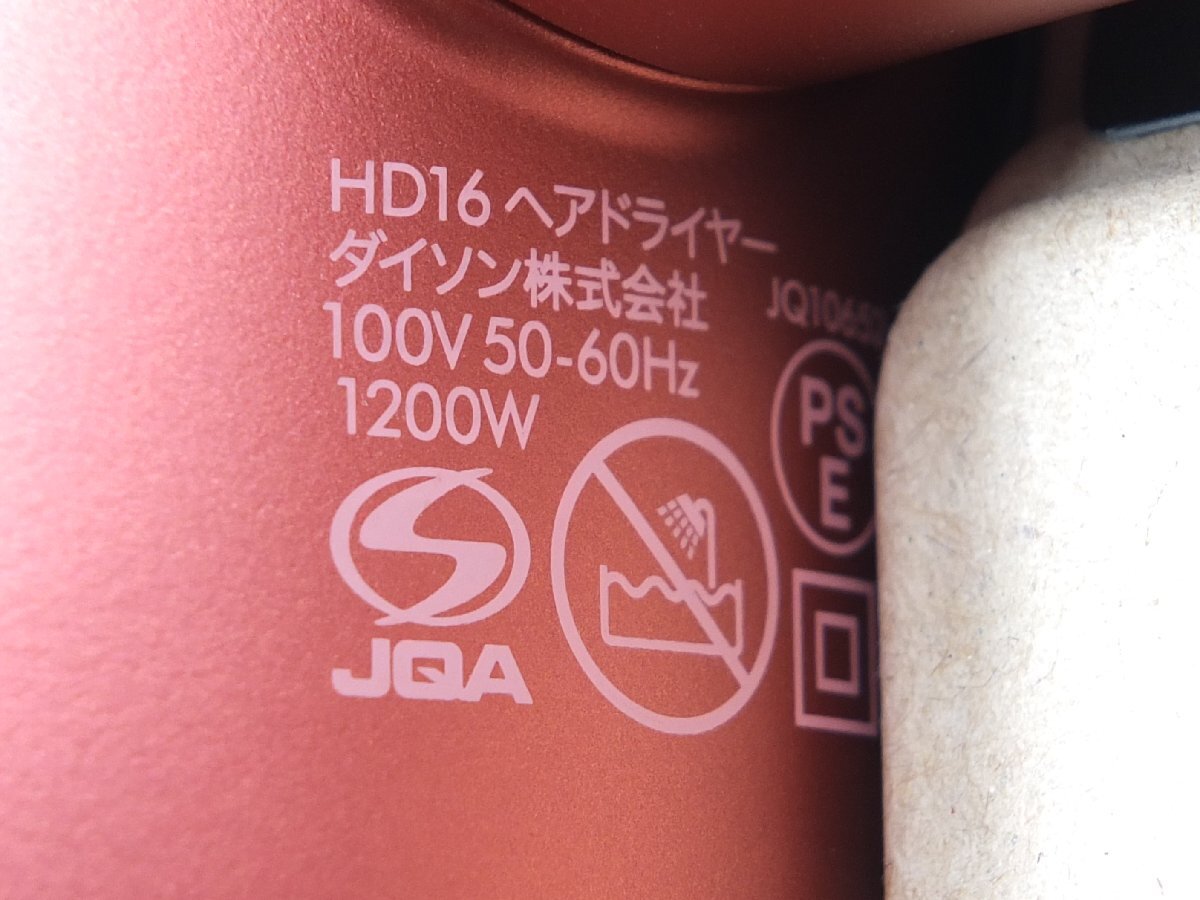 HD16 ヘアドライヤー
ダイソン株式会社
100V 50-60Hz
1200W
JQA
PS
E